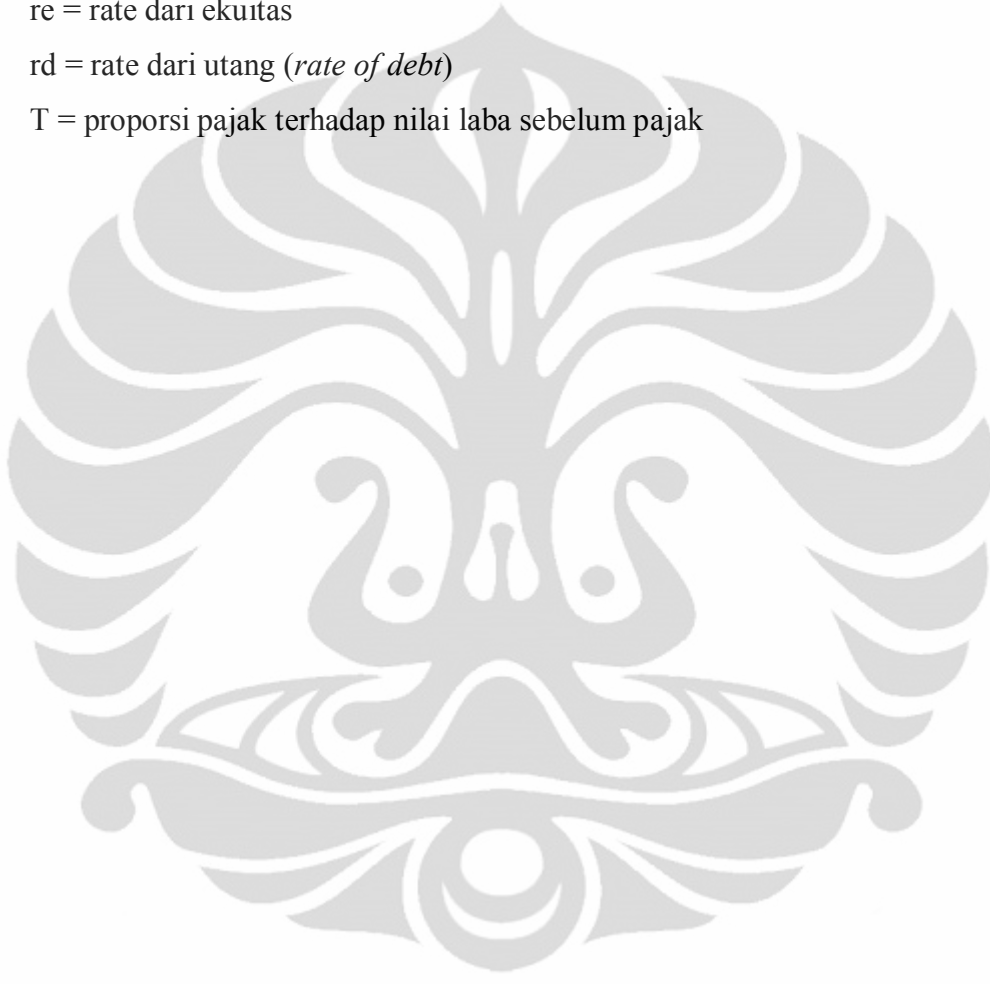 re = rate dari ekuitas
rd = rate dari utang (rate of debt)
T = proporsi pajak terhadap nilai laba sebelum pajak